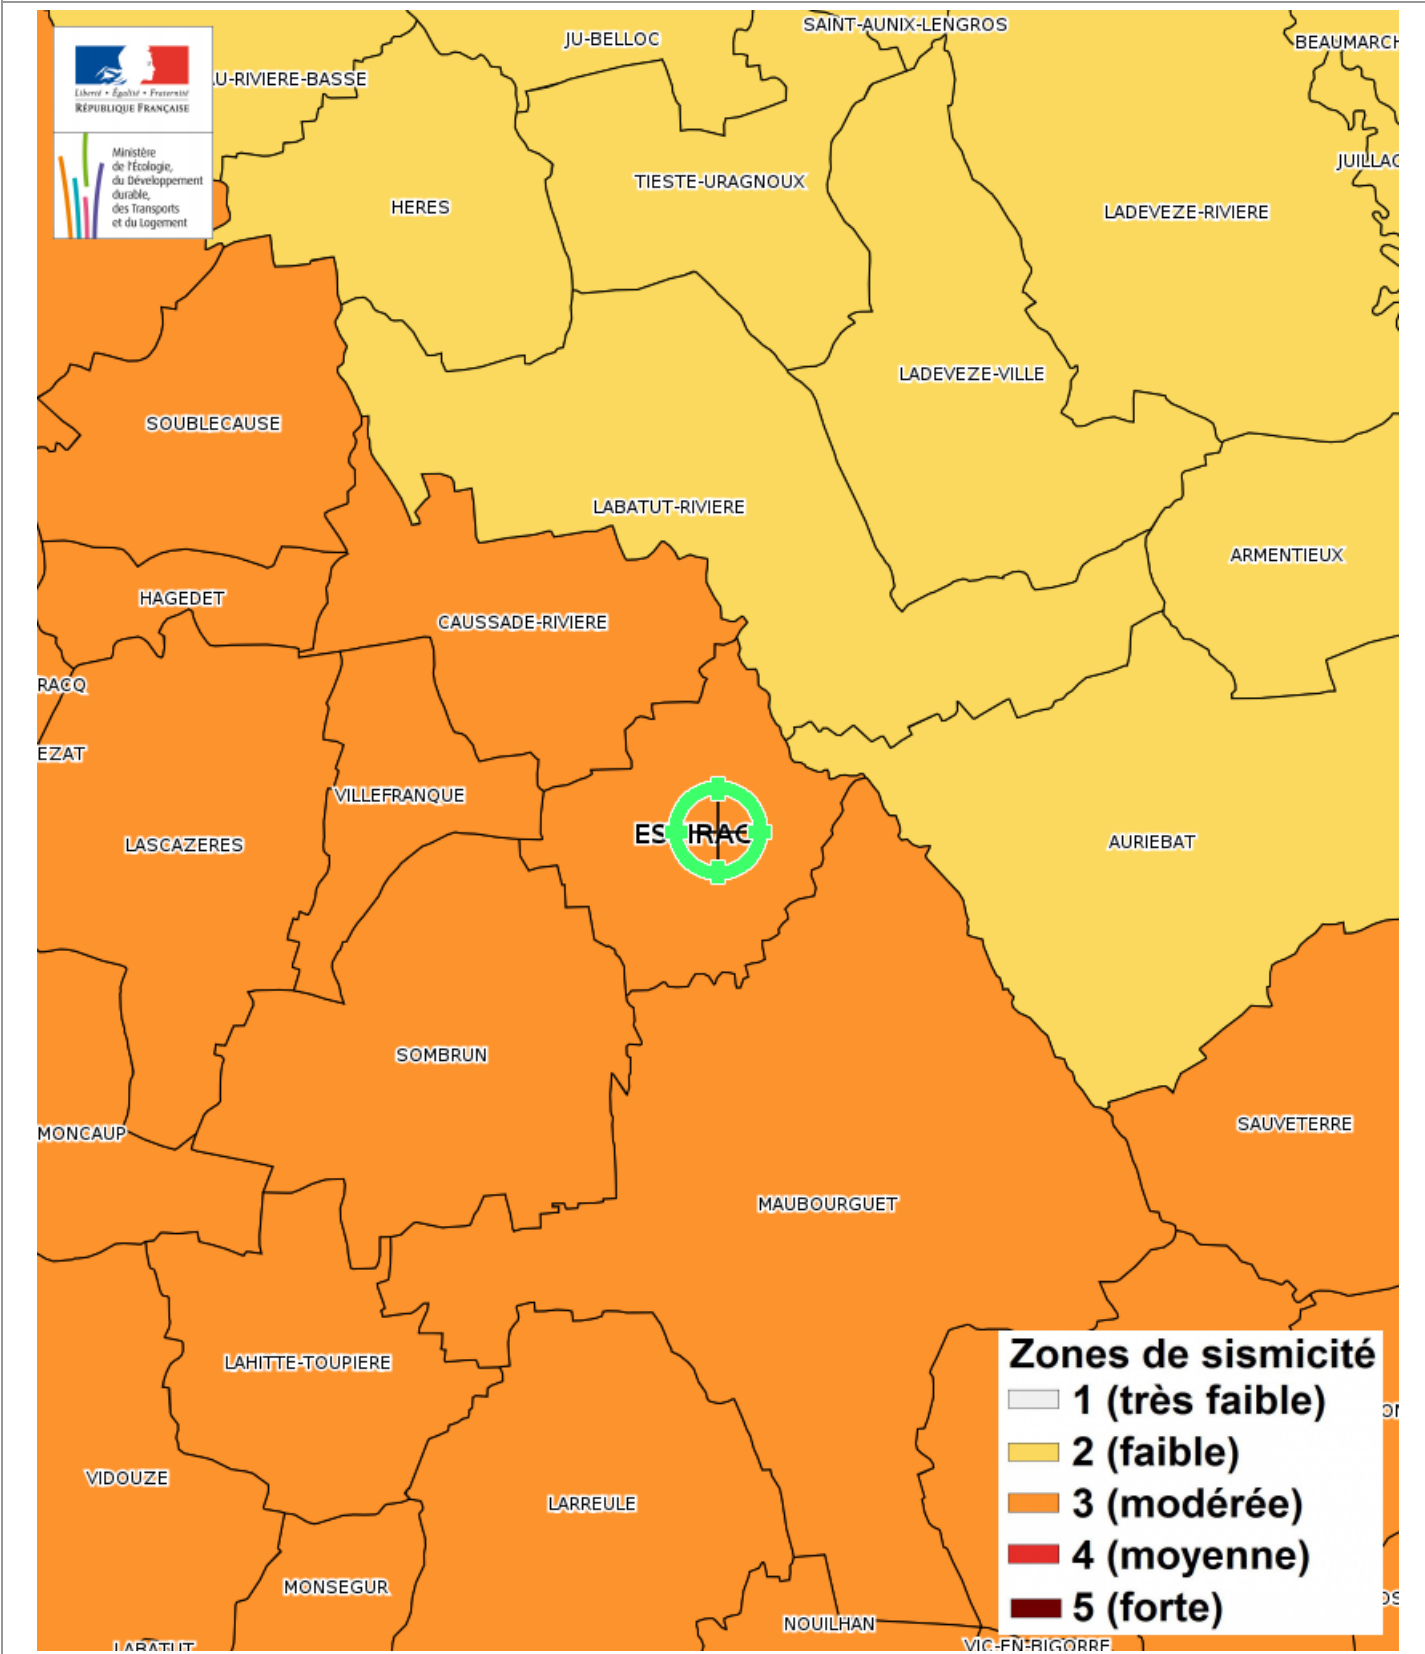 SAINT-AUNIX-LENGROS
JU-BELLOC
BEAUMARCH
U-RIVIERE-BASSE
Liberté • Égalité • Fraternité
RÉPUBLIQUE FRANÇAISE
Ministère
de l'Écologie,
du Développement
durable,
des Transports
et du Logement
JUILLAC
TIESTE-URAGNOUX
HERES
LADEVEZE-RIVIERE
LADEVEZE-VILLE
SOUBLECAUSE
LABATUT-RIVIERE
ARMENTIEUX
HAGEDET
CAUSSADE-RIVIERE
RACQ
EZAT
VILLEFRANQUE
ES IRAC
LASCAZERES
AURIEBAT
SOMBRUN
SAUVETERRE
MONCAUP
MAUBOURGUET
LAHITTE-TOUPIERE
VIDOUZE
LARREULE
MONSEGUR
NOUILHAN
LABATUT
VIC-EN-BIGORRE
Zones de sismicité
1 (très faible)
2 (faible)
3 (modérée)
4 (moyenne)
5 (forte)